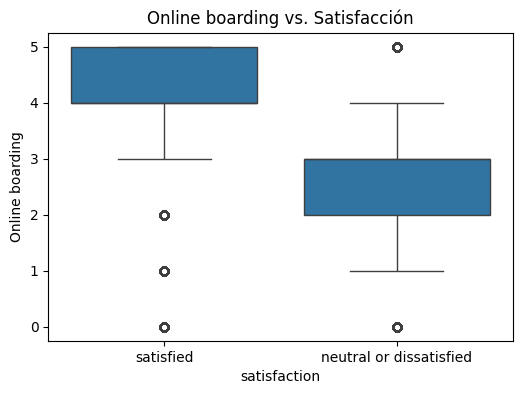 Online boarding vs. Satisfacción
Online boarding
5
4
3
2
1
0
satisfied
neutral or dissatisfied
satisfaction